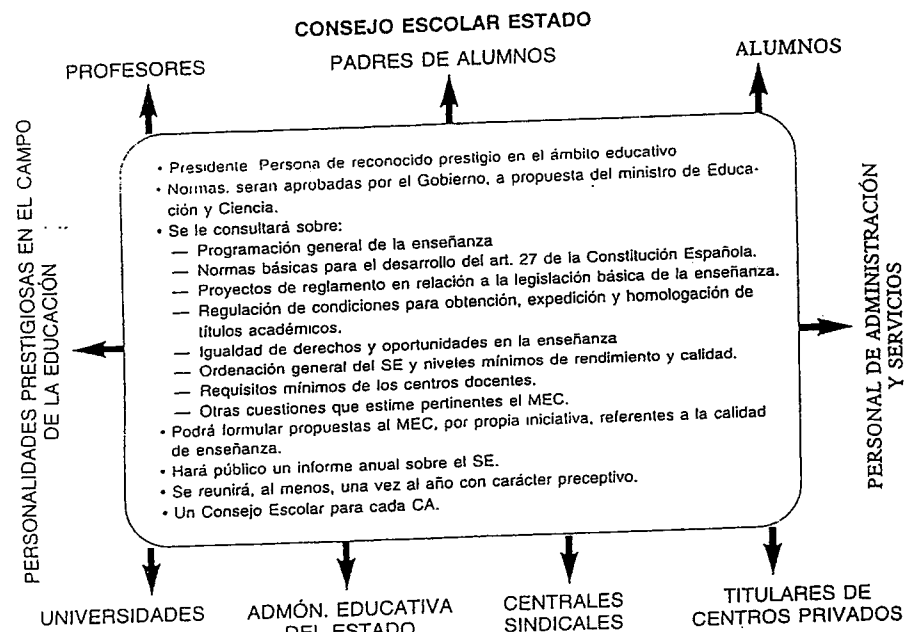 CONSEJO ESCOLAR ESTADO
PROFESORES
PADRES DE ALUMNOS
ALUMNOS
PERSONALIDADES PRESTIGIOSAS EN EL CAMPO
DE LA EDUCACIÓN
• Presidente Persona de reconocido prestigio en el ámbito educativo
• Normas. seran aprobadas por el Gobierno, a propuesta del ministro de Educa-
ción y Ciencia.
• Se le consultará sobre:
— Programación general de la enseñanza
— Normas básicas para el desarrollo del art. 27 de la Constitución Española.
— Proyectos de reglamento en relación a la legislación básica de la enseñanza.
— Regulación de condiciones para obtención, expedición y homologación de
títulos académicos.
— Igualdad de derechos y oportunidades en la enseñanza
— Ordenación general del SE y niveles mínimos de rendimiento y calidad.
— Requisitos mínimos de los centros docentes.
— Otras cuestiones que estime pertinentes el MEC.
• Podrá formular propuestas al MEC, por propia iniciativa, referentes a la calidad
de enseñanza.
• Hará público un informe anual sobre el SE.
• Se reunirá, al menos, una vez al año con carácter preceptivo.
• Un Consejo Escolar para cada CA.
PERSONAL DE ADMINISTRACIÓN
Y SERVICIOS
UNIVERSIDADES
ADMÓN. EDUCATIVA
DEL ESTADO
CENTRALES
SINDICALES
TITULARES DE
CENTROS PRIVADOS